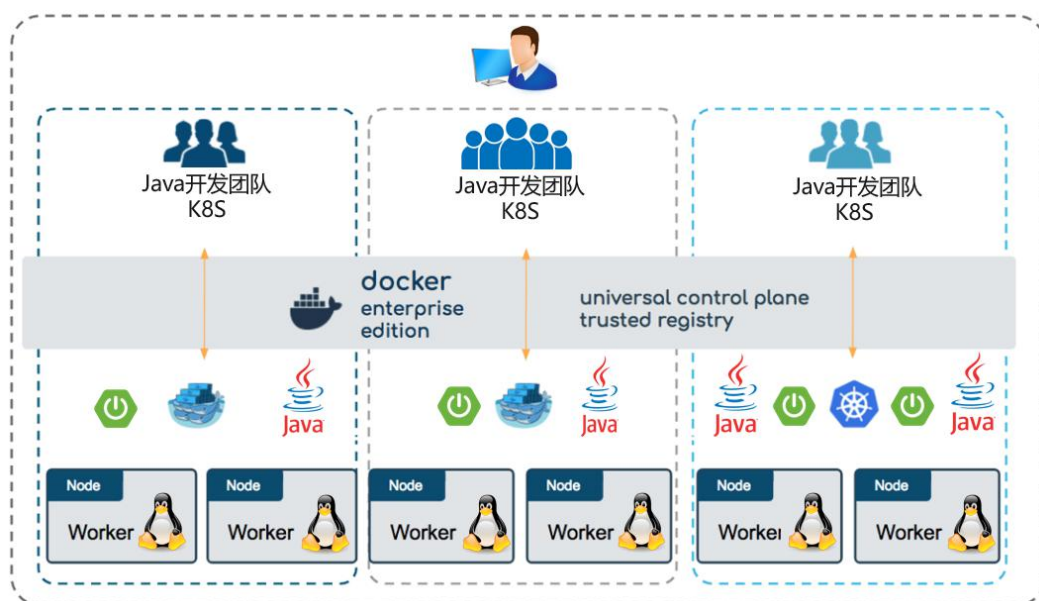 Java开发团队
K8S
Java开发团队
K8S
Java开发团队
K8S
docker
enterprise
edition
universal control plane
trusted registry
Java
Java
Java
Java
Node
Worker
Node
Worker
Node
Worker
Node
Worker
Node
Worker
Node
Worker